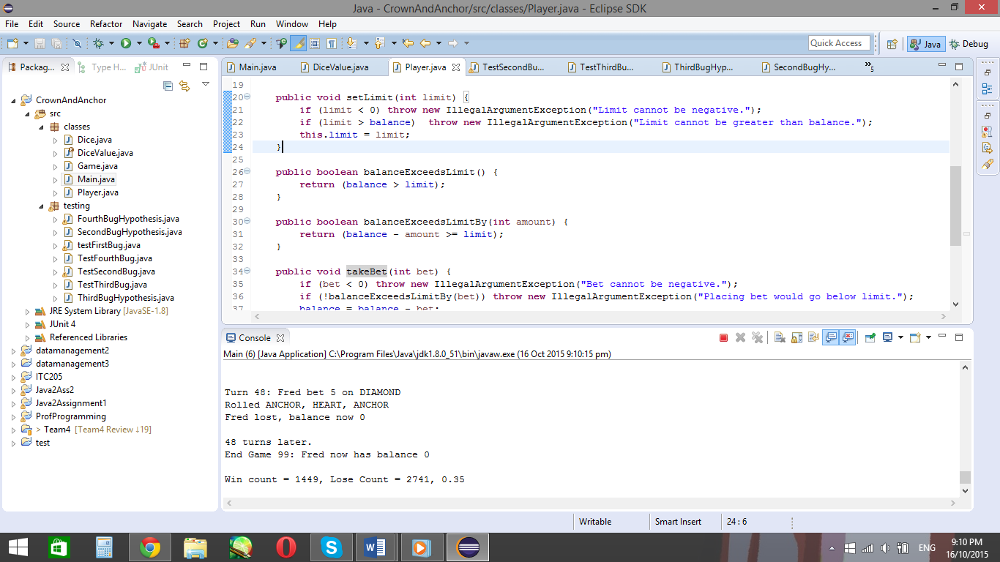 Java - CrownAndAnchor/src/classes/Player.java - Eclipse SDK
File Edit Source Refactor Navigate Search Project Run Window Help
Quick Access Java Debug
Packag... Type H... JUnit
CrownAndAnchor
src
classes
Dice.java
DiceValue.java
Game.java
Main.java
Player.java
testing
FourthBugHypothesis.java
SecondBugHypothesis.java
testFirstBug.java
TestFourthBug.java
TestSecondBug.java
TestThirdBug.java
ThirdBugHypothesis.java
JRE System Library [JavaSE-1.8]
JUnit 4
Referenced Libraries
datamanagement2
datamanagement3
ITC205
Java2Ass2
Java2Assignment1
ProfProgramming
> Team4 [Team4 Review ↓19]
test
Main.java DiceValue.java Player.java TestSecondBu... TestThirdBu... ThirdBugHyp... SecondBugHy... »5
19
20 public void setLimit(int limit) {
21 if (limit < 0) throw new IllegalArgumentException("Limit cannot be negative.");
22 if (limit > balance)  throw new IllegalArgumentException("Limit cannot be greater than balance.");
23 this.limit = limit;
24 }
25
26 public boolean balanceExceedsLimit() {
27 return (balance > limit);
28 }
29
30 public boolean balanceExceedsLimitBy(int amount) {
31 return (balance - amount >= limit);
32 }
33
34 public void takeBet(int bet) {
35 if (bet < 0) throw new IllegalArgumentException("Bet cannot be negative.");
36 if (!balanceExceedsLimitBy(bet)) throw new IllegalArgumentException("Placing bet would go below limit.");
37 balance = balance - bet;
Console
Main (6) [Java Application] C:\Program Files\Java\jdk1.8.0_51\bin\javaw.exe (16 Oct 2015 9:10:15 pm)
Turn 48: Fred bet 5 on DIAMOND
Rolled ANCHOR, HEART, ANCHOR
Fred lost, balance now 0
48 turns later.
End Game 99: Fred now has balance 0
Win count = 1449, Lose Count = 2741, 0.35
Writable Smart Insert 24 : 6
ENG 9:10 PM
16/10/2015